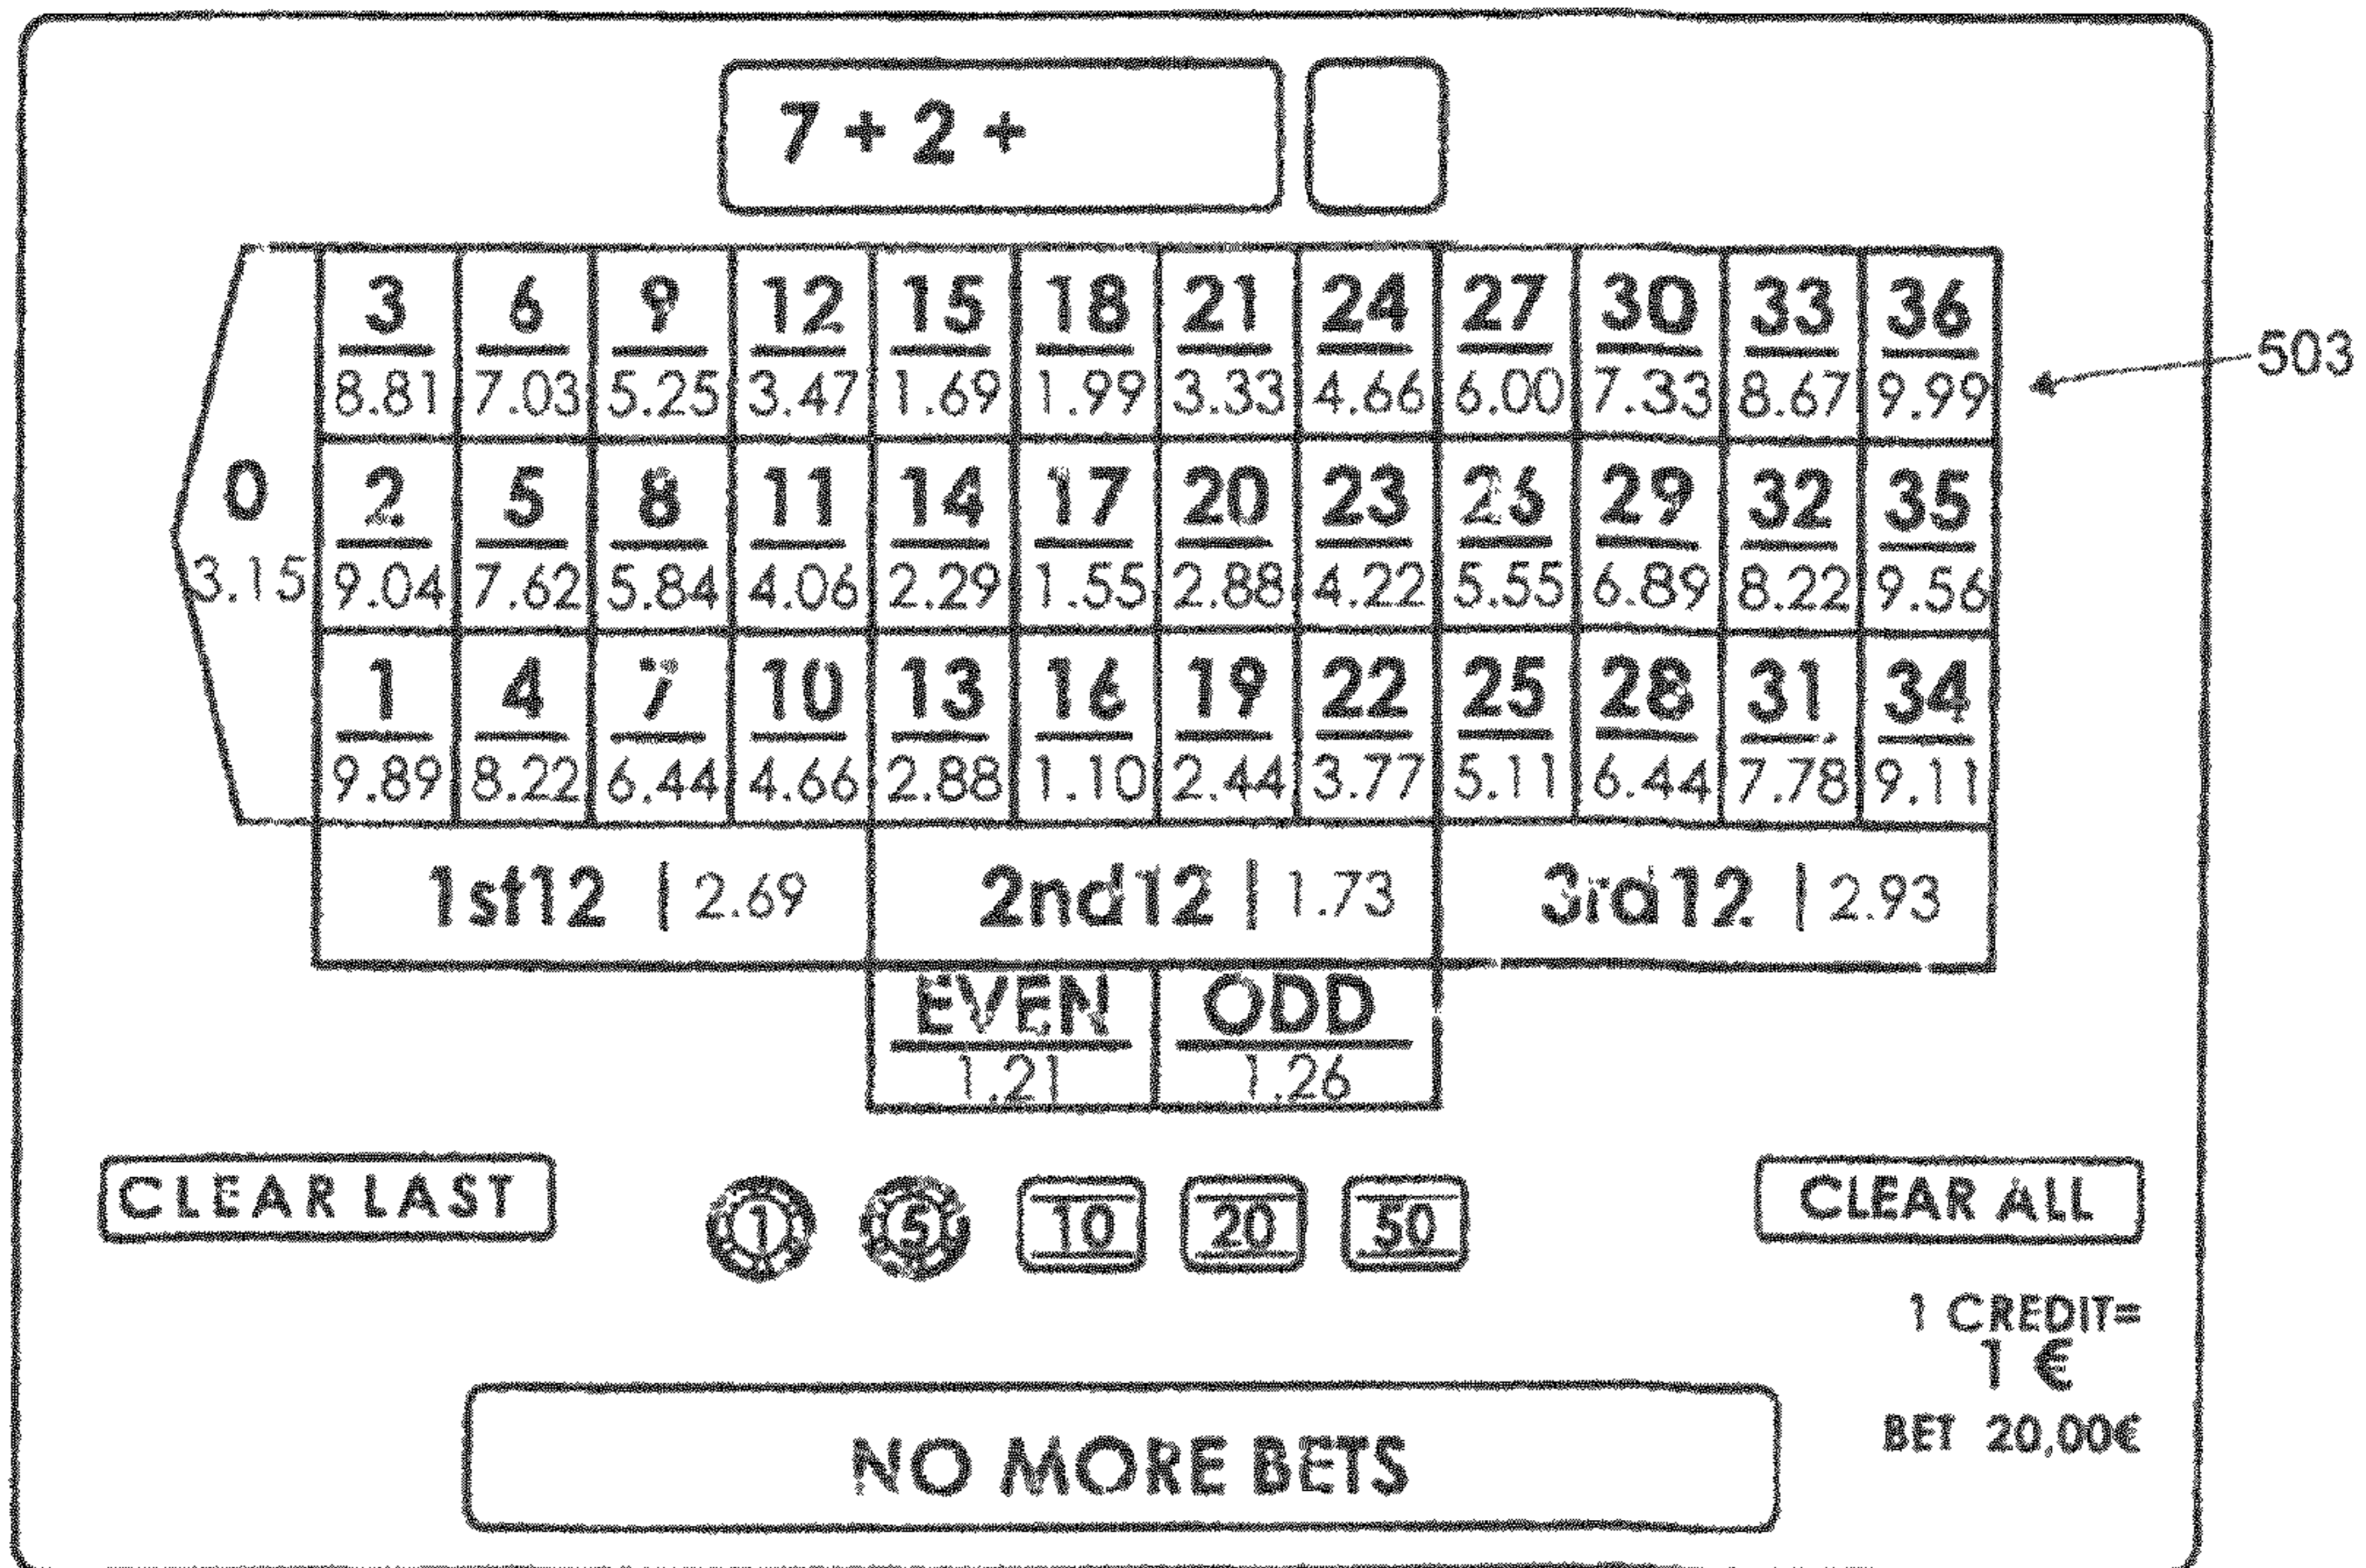 7 + 2 +
3 6 9 12 15 18 21 24 27 30 33 36
8.81 7.03 5.25 3.47 1.69 1.99 3.33 4.66 6.00 7.33 8.67 9.99
503
0 2 5 8 11 14 17 20 23 26 29 32 35
3.15 9.04 7.62 5.84 4.06 2.29 1.55 2.88 4.22 5.55 6.89 8.22 9.56
1 4 7 10 13 16 19 22 25 28 31 34
9.89 8.22 6.44 4.66 2.88 1.10 2.44 3.77 5.11 6.44 7.78 9.11
1st12 | 2.69 2nd12 | 1.73 3rd12 | 2.93
EVEN ODD
1.21 1.26
CLEAR LAST 1 5 10 20 50 CLEAR ALL
1 CREDIT=
1 €
BET 20,00€
NO MORE BETS